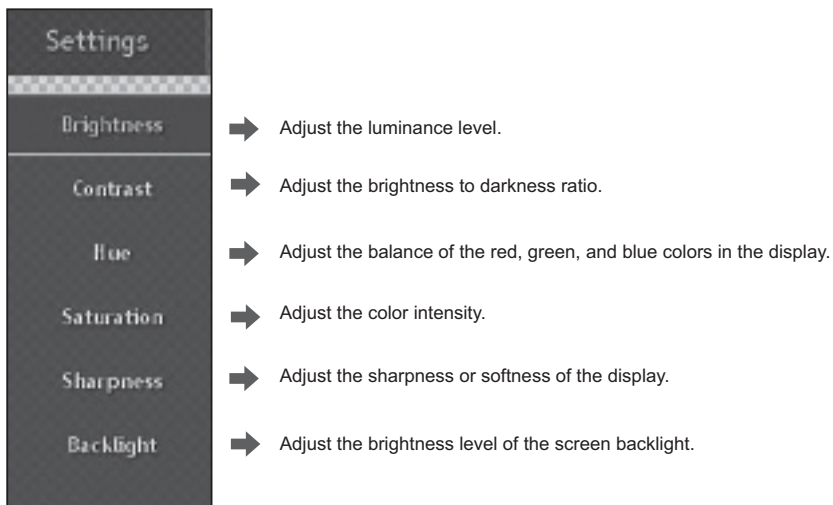 Settings
Brightness
Adjust the luminance level.
Contrast
Adjust the brightness to darkness ratio.
Hue
Adjust the balance of the red, green, and blue colors in the display.
Saturation
Adjust the color intensity.
Sharpness
Adjust the sharpness or softness of the display.
Backlight
Adjust the brightness level of the screen backlight.